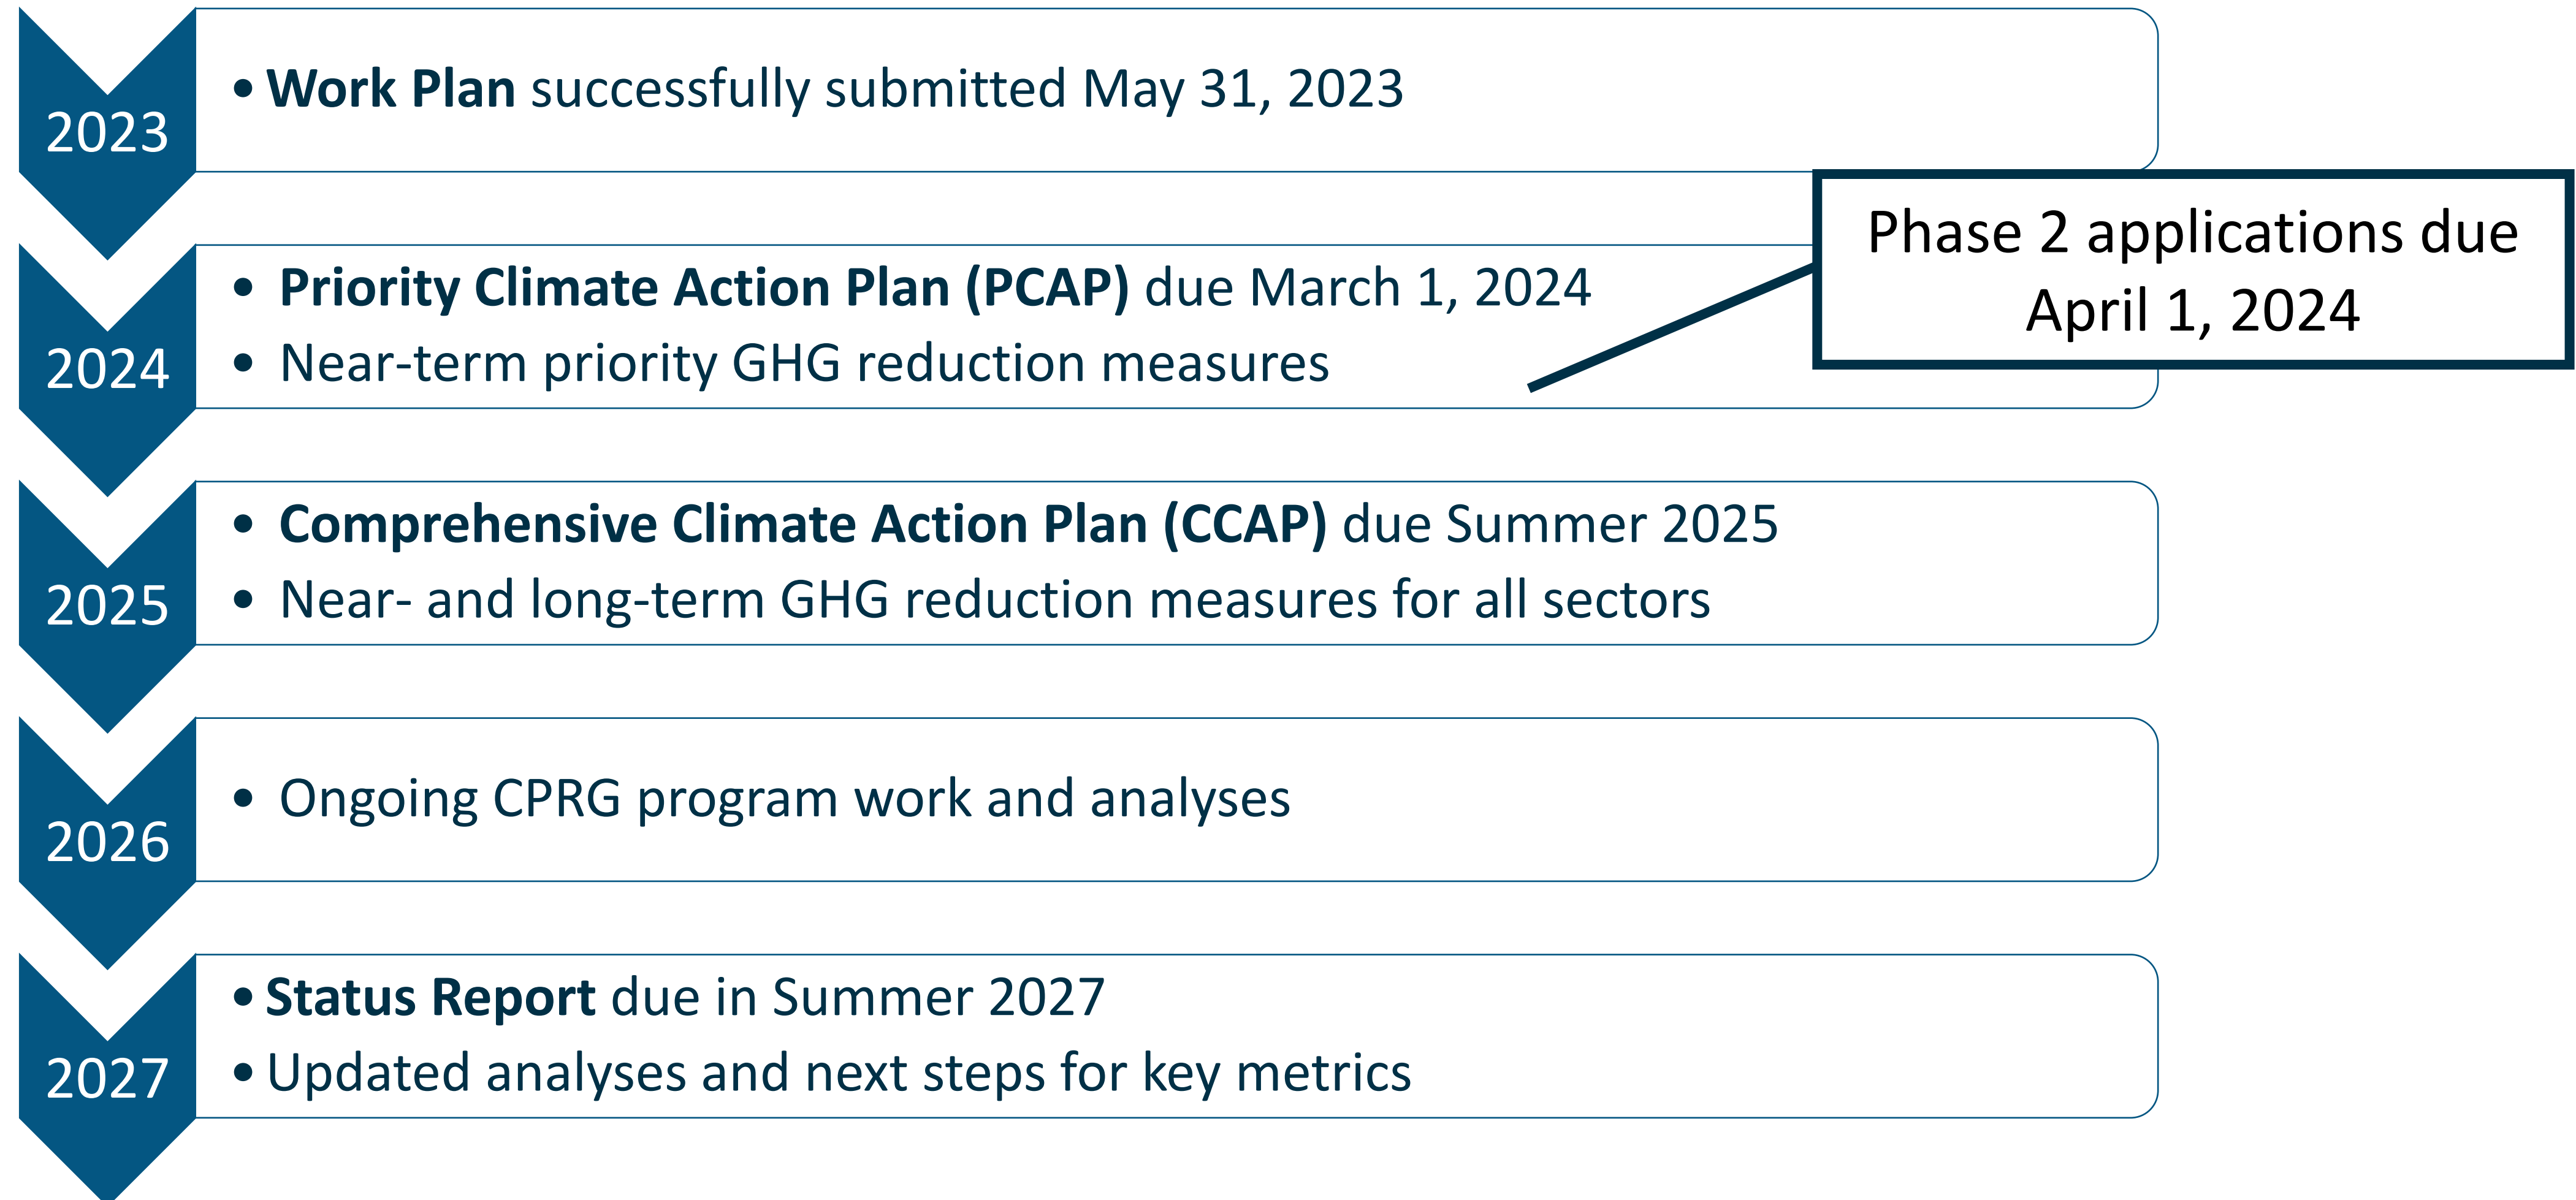 2023
• Work Plan successfully submitted May 31, 2023
2024
• Priority Climate Action Plan (PCAP) due March 1, 2024
• Near-term priority GHG reduction measures
Phase 2 applications due
April 1, 2024
2025
• Comprehensive Climate Action Plan (CCAP) due Summer 2025
• Near- and long-term GHG reduction measures for all sectors
2026
• Ongoing CPRG program work and analyses
2027
• Status Report due in Summer 2027
• Updated analyses and next steps for key metrics